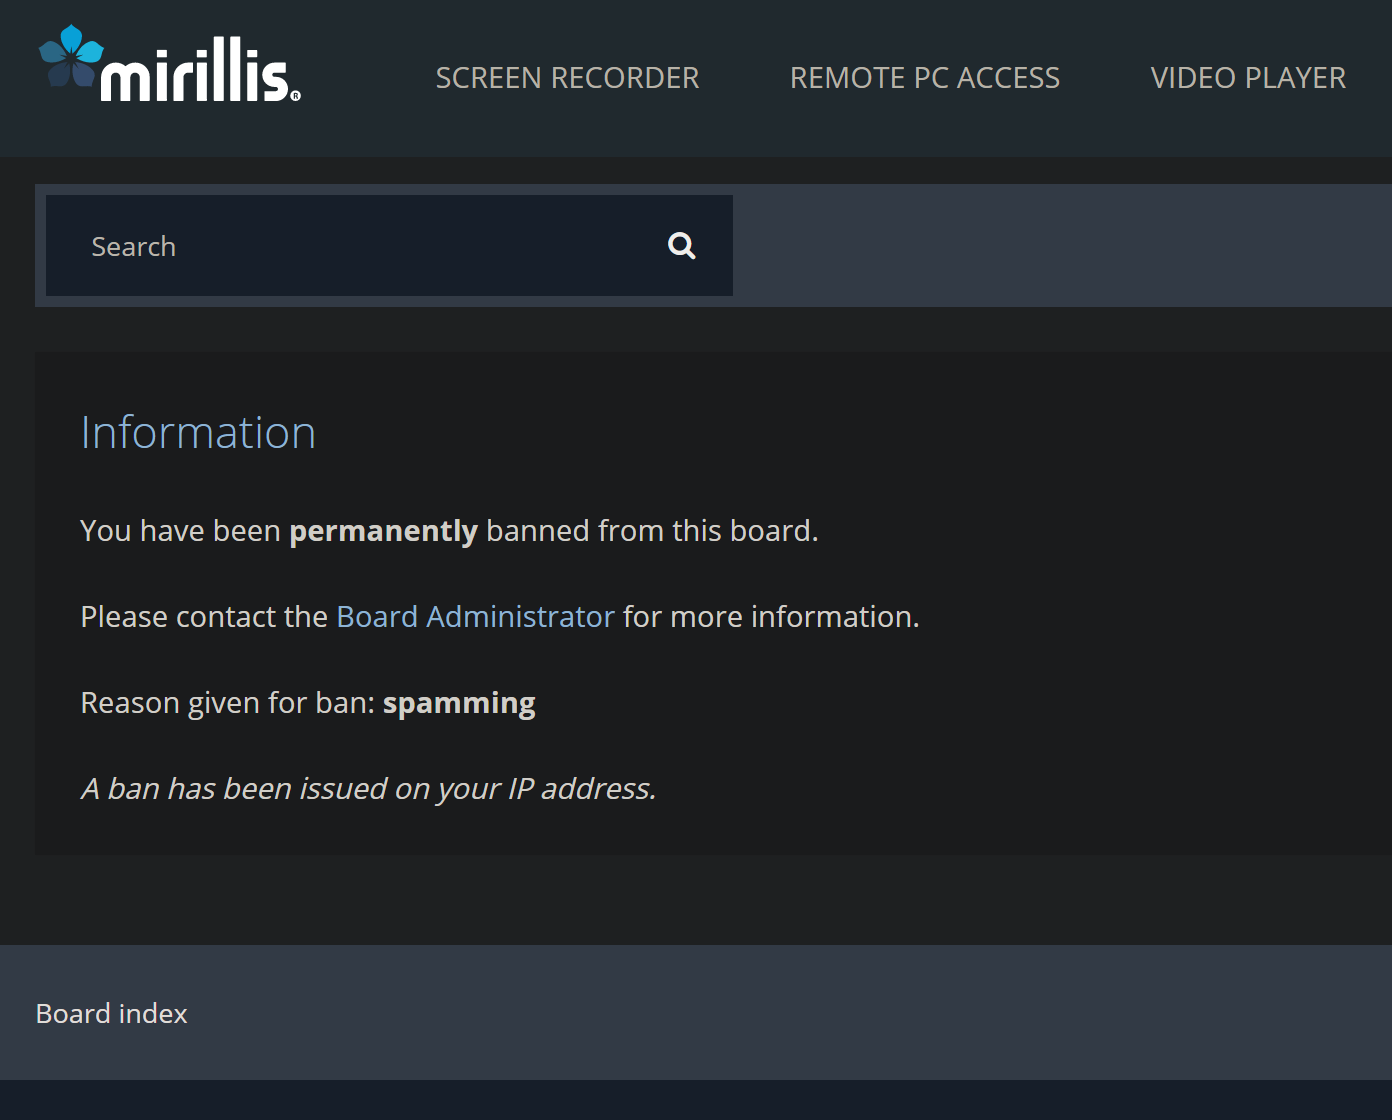 mirillis®
SCREEN RECORDER
REMOTE PC ACCESS
VIDEO PLAYER
Search
Information
You have been permanently banned from this board.
Please contact the Board Administrator for more information.
Reason given for ban: spamming
A ban has been issued on your IP address.
Board index